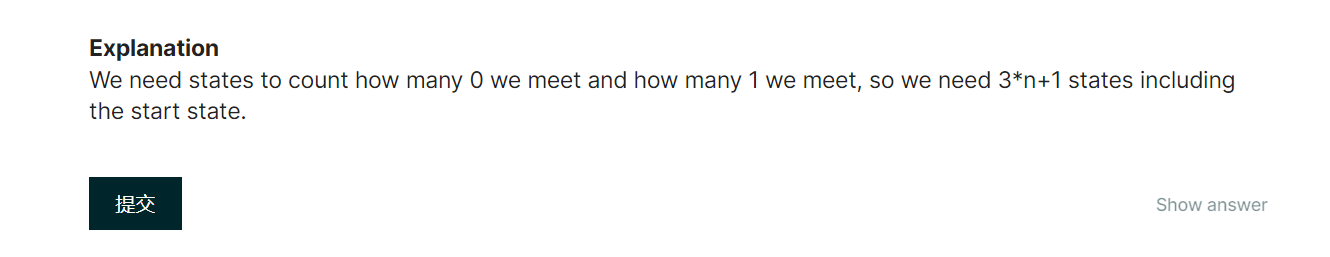 Explanation
We need states to count how many 0 we meet and how many 1 we meet, so we need 3*n+1 states including
the start state.
提交
Show answer